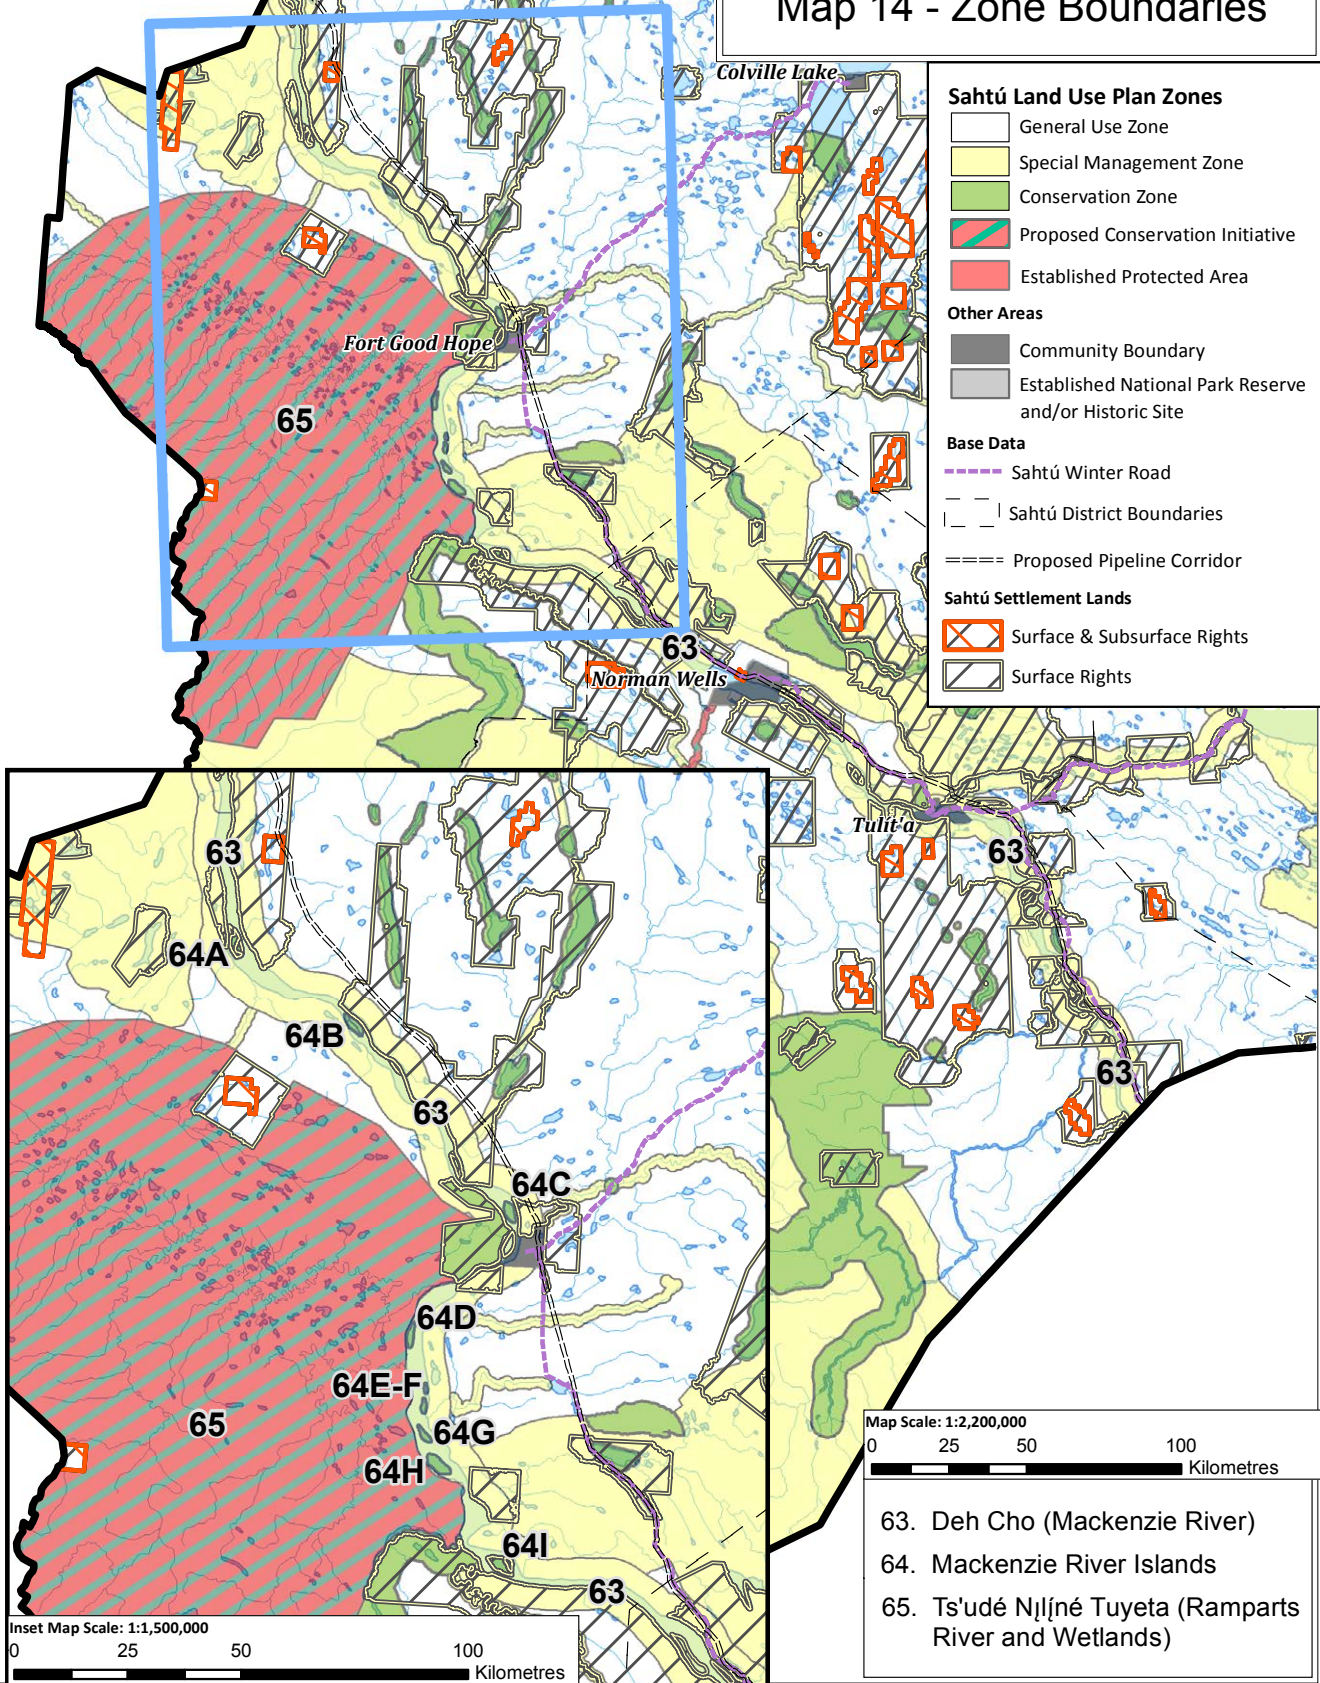 Map 14 - Zone Boundaries
Colville Lake
Sahtú Land Use Plan Zones
General Use Zone
Special Management Zone
Conservation Zone
Proposed Conservation Initiative
Established Protected Area
Other Areas
Community Boundary
Established National Park Reserve
and/or Historic Site
Base Data
Sahtú Winter Road
Sahtú District Boundaries
Proposed Pipeline Corridor
Sahtú Settlement Lands
Surface & Subsurface Rights
Surface Rights
Fort Good Hope
65
63
Norman Wells
Tulít'a
63
63
63
64A
64B
63
64C
64D
64E-F
65
64G
64H
64I
63
Inset Map Scale: 1:1,500,000
0 25 50 100
Kilometres
Map Scale: 1:2,200,000
0 25 50 100
Kilometres
63. Deh Cho (Mackenzie River)
64. Mackenzie River Islands
65. Ts'udé Nįlį́né Tuyeta (Ramparts
River and Wetlands)